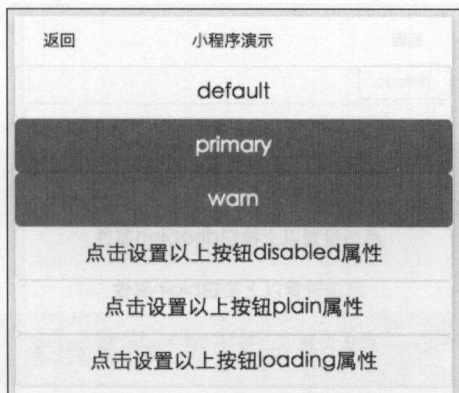 返回 小程序演示
default
primary
warn
点击设置以上按钮disabled属性
点击设置以上按钮plain属性
点击设置以上按钮loading属性